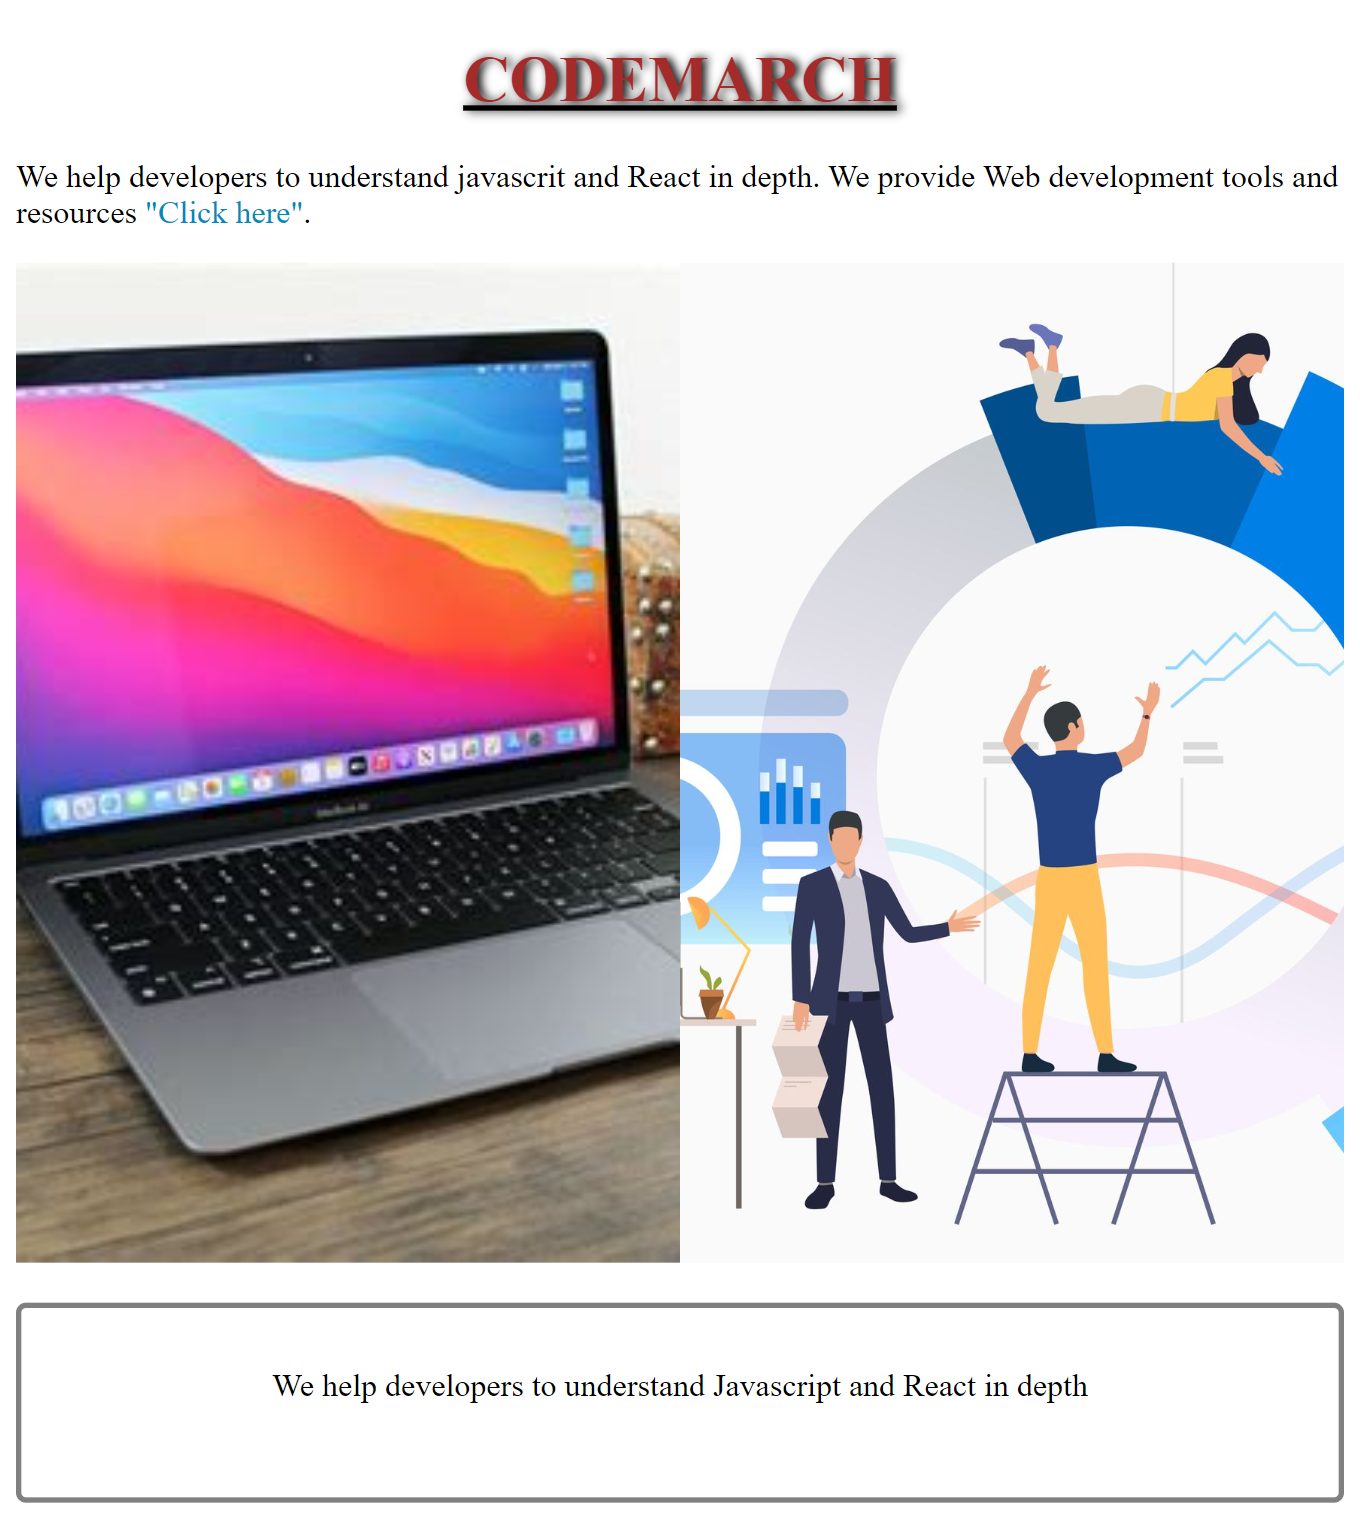 CODEMARCH
We help developers to understand javascrit and React in depth. We provide Web development tools and
resources "Click here".
We help developers to understand Javascript and React in depth